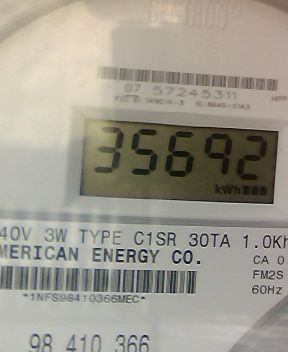 CENTRON
07 57245311
35692
kWh
40V 3W TYPE C1SR 30TA 1.0Kh
MERICAN ENERGY CO.
CA 0
FM2S
60Hz
*1NFS98410366MEC*
98 410 366